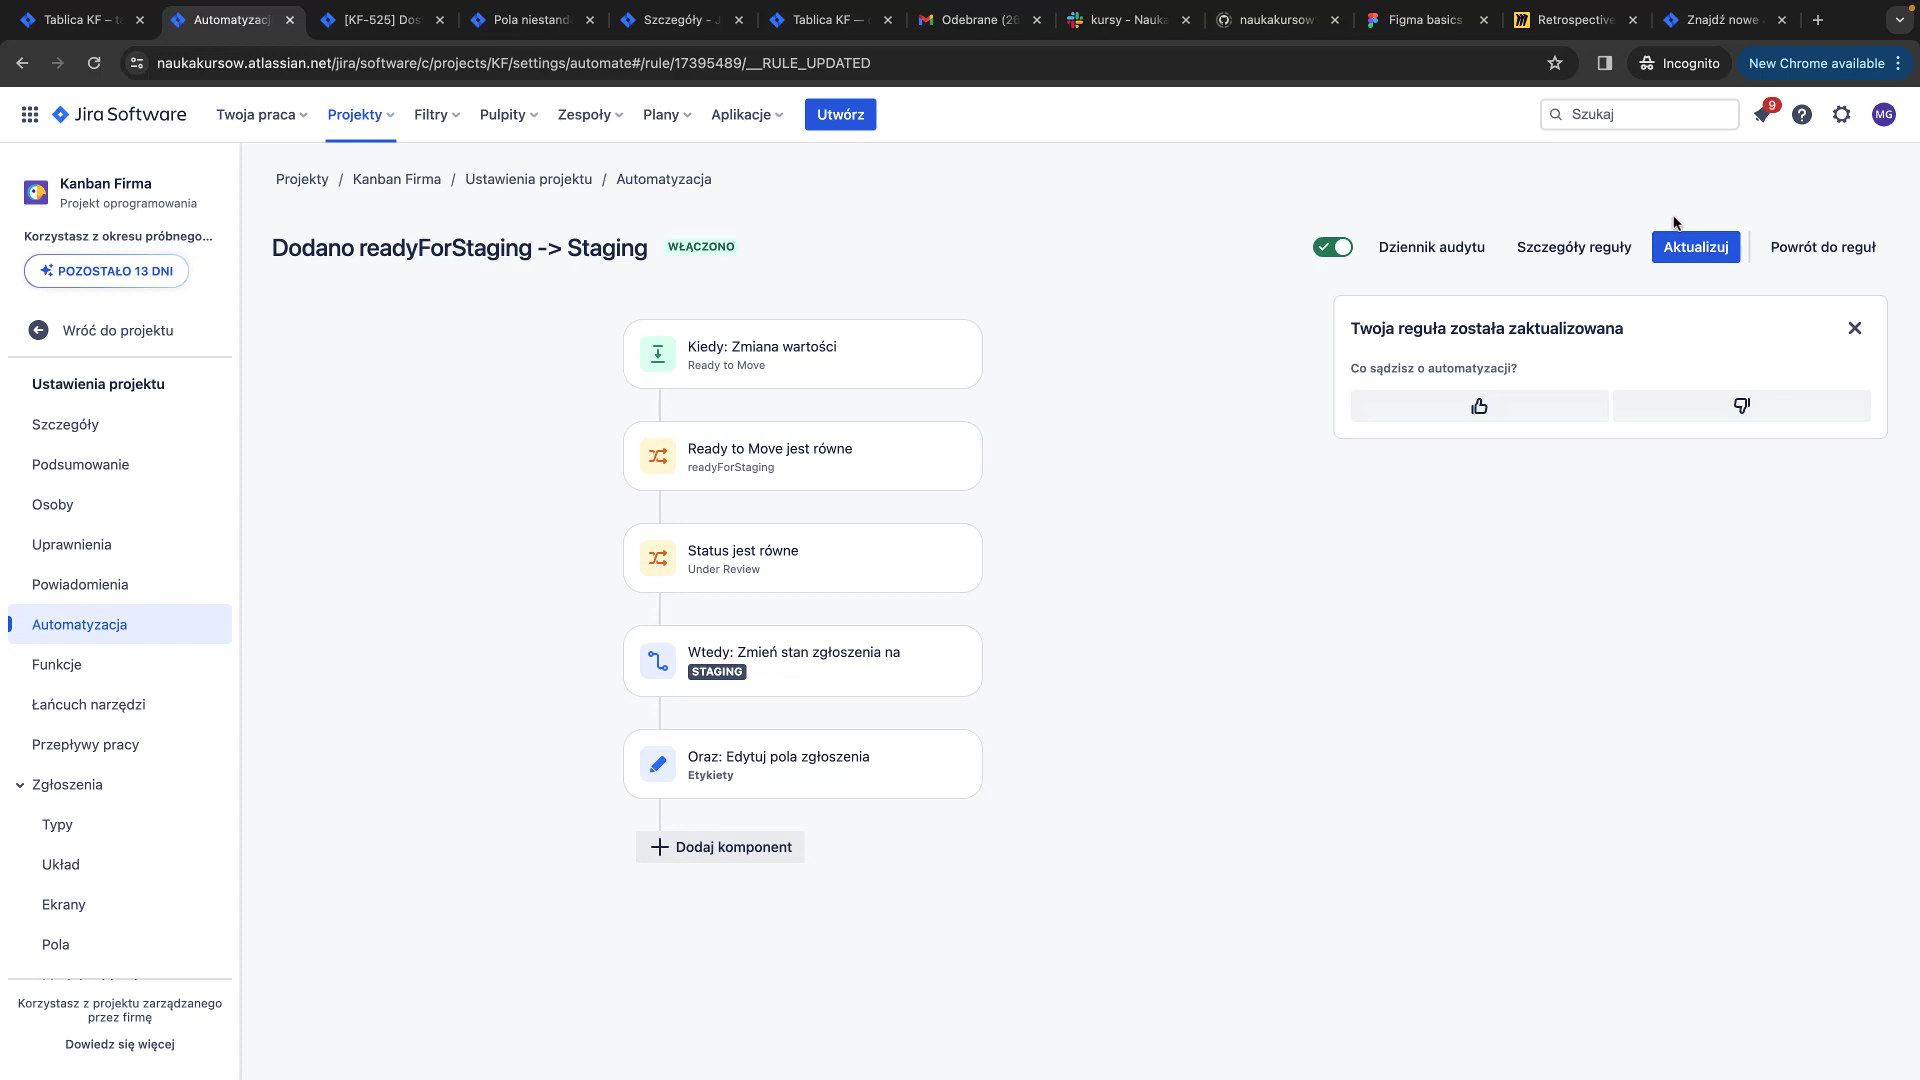 Tablica KF – t
Automatyzacj
[KF-525] Dos
Pola niestand
Szczegóły - J
Tablica KF —
Odebrane (26
kursy - Nauka
naukakursow
Figma basics
Retrospective
Znajdź nowe
naukakursow.atlassian.net/jira/software/c/projects/KF/settings/automate#/rule/17395489/__RULE_UPDATED
Incognito
New Chrome available
Jira Software
Twoja praca
Projekty
Filtry
Pulpity
Zespoły
Plany
Aplikacje
Utwórz
Szukaj
9
MG
Kanban Firma
Projekt oprogramowania
Korzystasz z okresu próbnego...
POZOSTAŁO 13 DNI
Wróć do projektu
Ustawienia projektu
Szczegóły
Podsumowanie
Osoby
Uprawnienia
Powiadomienia
Automatyzacja
Funkcje
Łańcuch narzędzi
Przepływy pracy
Zgłoszenia
Typy
Układ
Ekrany
Pola
Korzystasz z projektu zarządzanego
przez firmę
Dowiedz się więcej
Projekty / Kanban Firma / Ustawienia projektu / Automatyzacja
Dodano readyForStaging -> Staging
WŁĄCZONO
Dziennik audytu
Szczegóły reguły
Aktualizuj
Powrót do reguł
Kiedy: Zmiana wartości
Ready to Move
Ready to Move jest równe
readyForStaging
Status jest równe
Under Review
Wtedy: Zmień stan zgłoszenia na
STAGING
Oraz: Edytuj pola zgłoszenia
Etykiety
Dodaj komponent
Twoja reguła została zaktualizowana
Co sądzisz o automatyzacji?